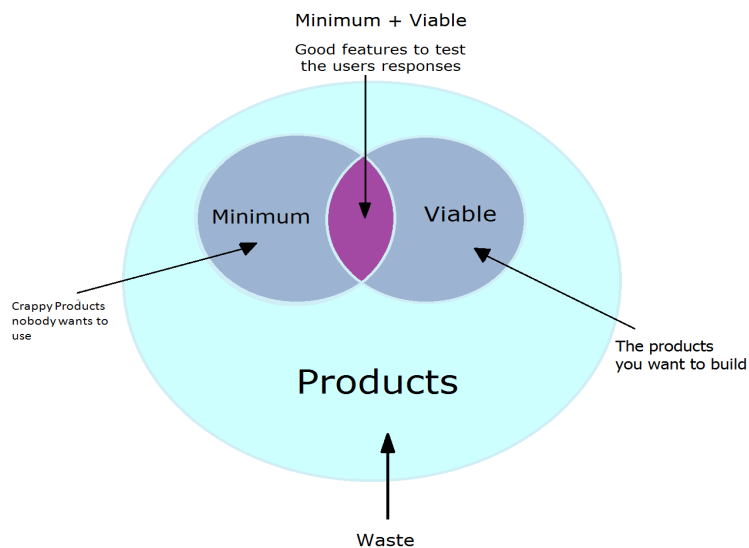 Minimum + Viable
Good features to test
the users responses
Minimum
Viable
Crappy Products
nobody wants to
use
The products
you want to build
Products
Waste